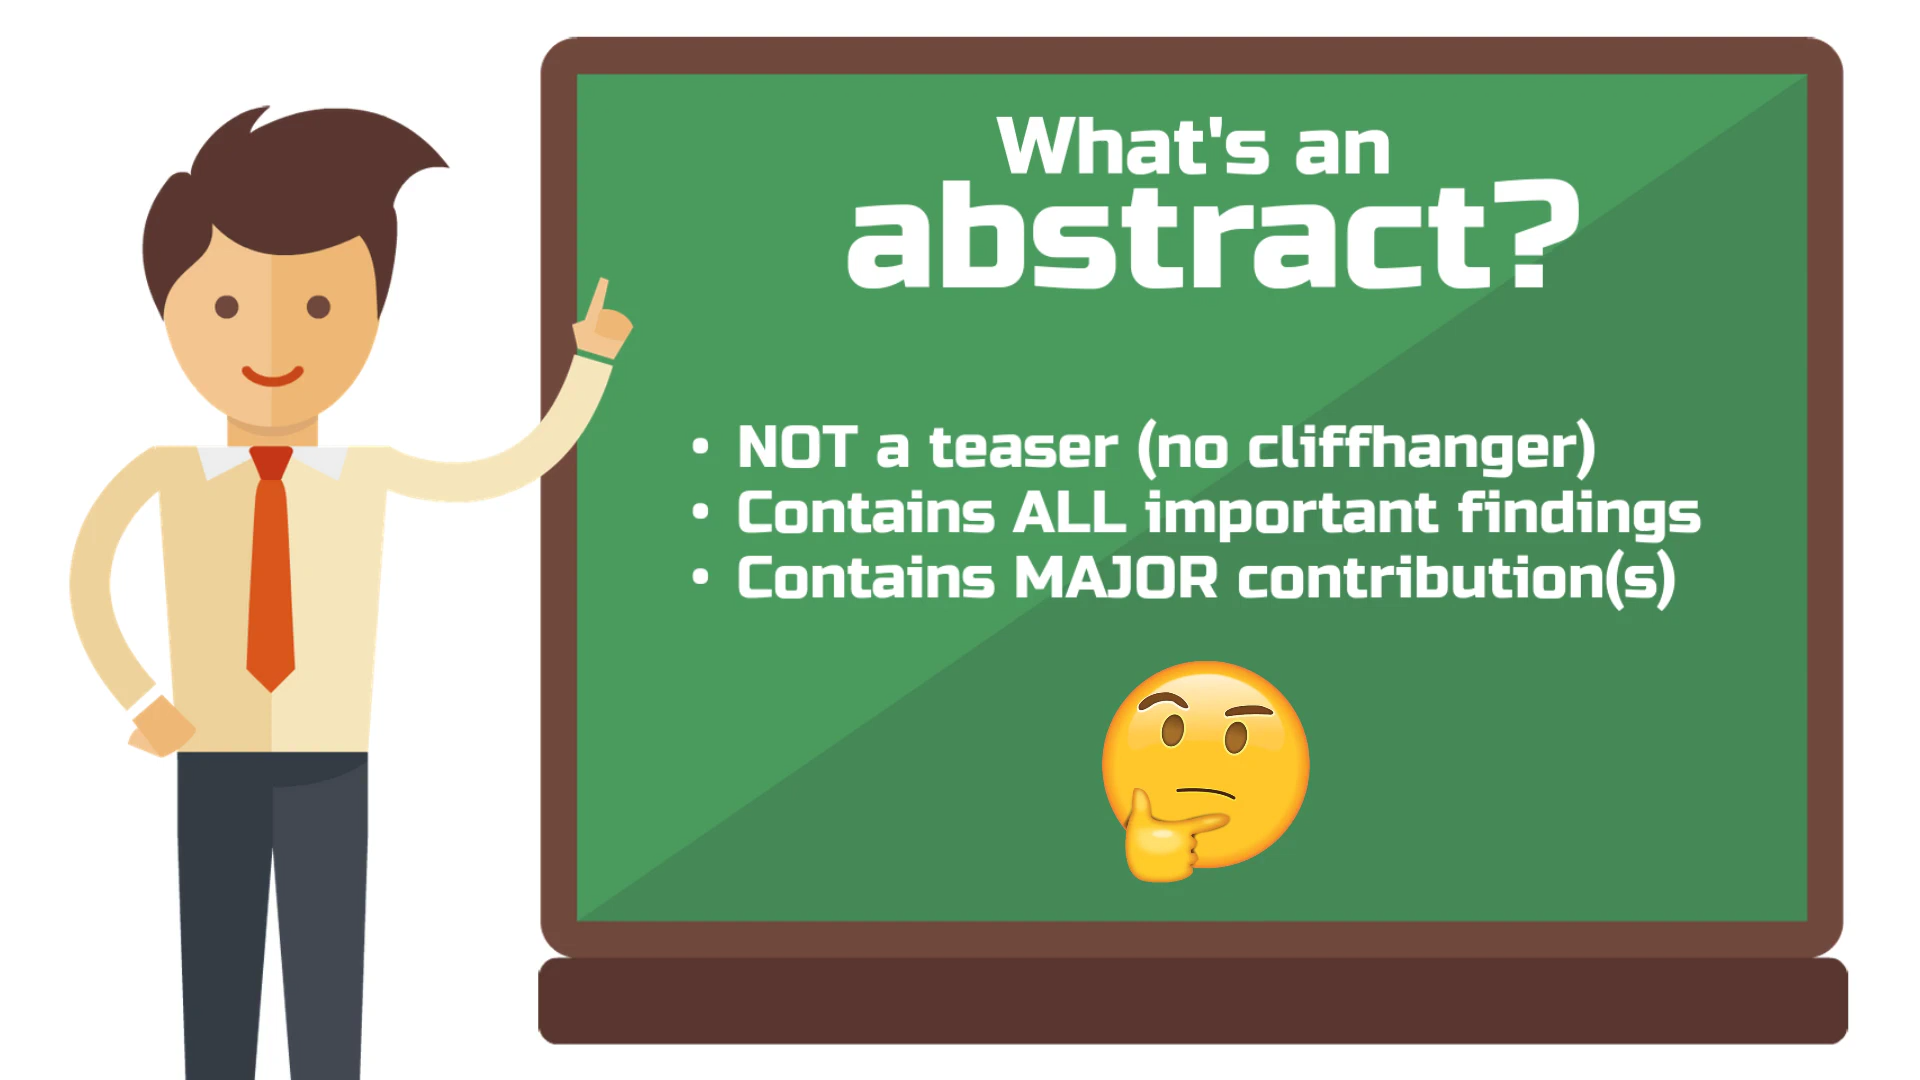 What's an
abstract?
• NOT a teaser (no cliffhanger)
• Contains ALL important findings
• Contains MAJOR contribution(s)